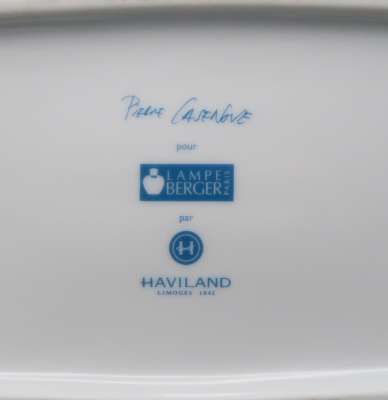 Pierre Casenove
pour
LAMPE
BERGER
PARIS
par
H
HAVILAND
LIMOGES 1842